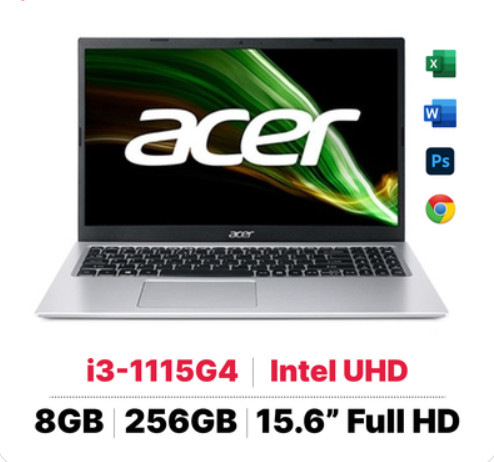 acer
acer
X
W
Ps
i3-1115G4 | Intel UHD
8GB | 256GB | 15.6” Full HD